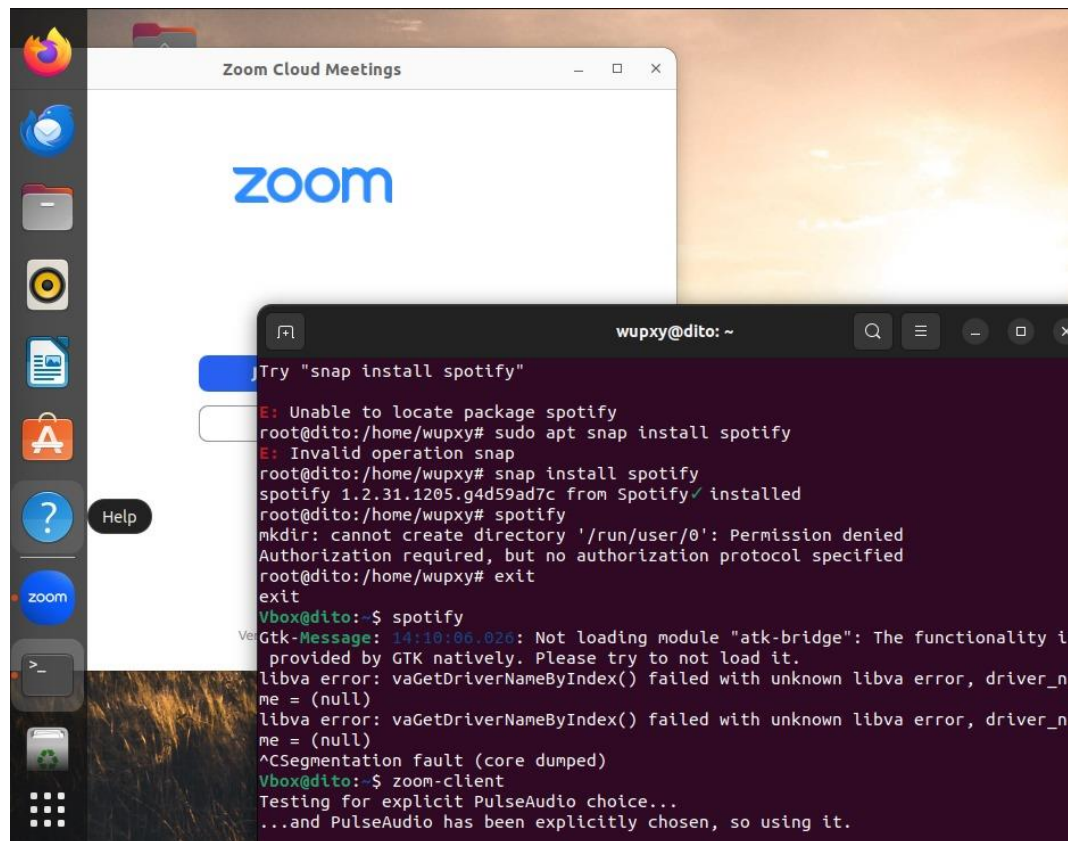 Zoom Cloud Meetings
zoom
wupxy@dito: ~
Try "snap install spotify"
E: Unable to locate package spotify
root@dito:/home/wupxy# sudo apt snap install spotify
E: Invalid operation snap
root@dito:/home/wupxy# snap install spotify
spotify 1.2.31.1205.g4d59ad7c from Spotify✓ installed
root@dito:/home/wupxy# spotify
mkdir: cannot create directory '/run/user/0': Permission denied
Authorization required, but no authorization protocol specified
root@dito:/home/wupxy# exit
exit
Vbox@dito:~$ spotify
Gtk-Message: 14:10:06.026: Not loading module "atk-bridge": The functionality i
provided by GTK natively. Please try to not load it.
libva error: vaGetDriverNameByIndex() failed with unknown libva error, driver_n
me = (null)
libva error: vaGetDriverNameByIndex() failed with unknown libva error, driver_n
me = (null)
^CSegmentation fault (core dumped)
Vbox@dito:~$ zoom-client
Testing for explicit PulseAudio choice...
...and PulseAudio has been explicitly chosen, so using it.
Help
zoom
Ver